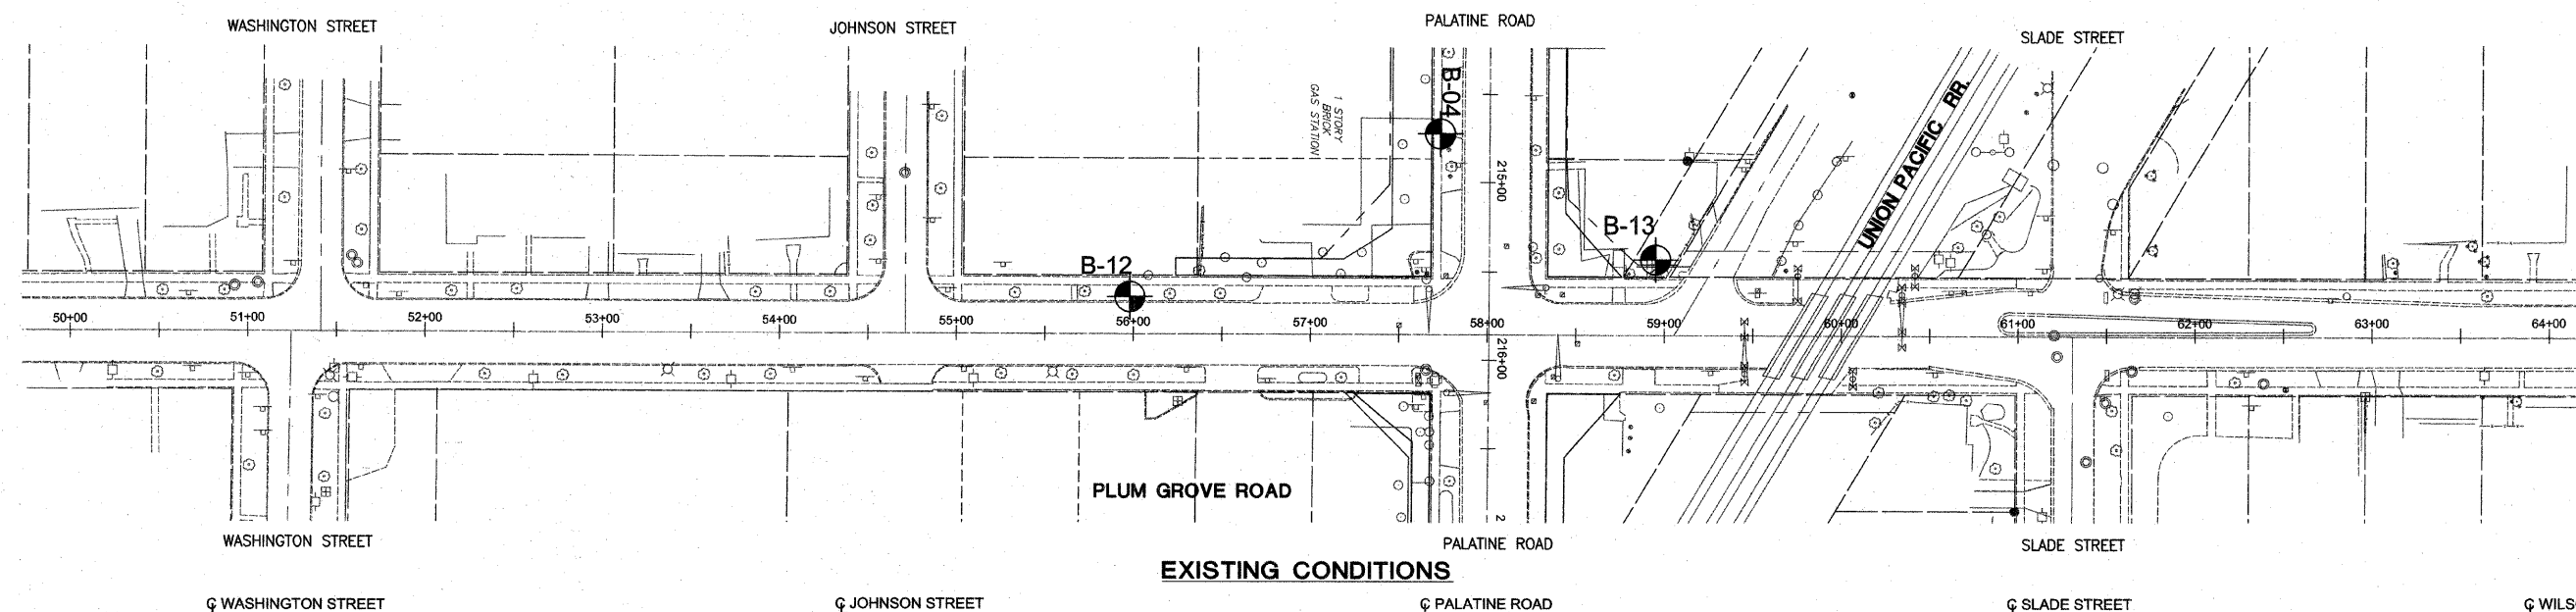 WASHINGTON STREET
JOHNSON STREET
PALATINE ROAD
SLADE STREET
B-04
1 STORY
BRICK
GAS STATION
UNION PACIFIC RR.
215+00
B-13
B-12
50+00
51+00
52+00
53+00
54+00
55+00
56+00
57+00
58+00
59+00
60+00
61+00
62+00
63+00
64+00
216+00
PLUM GROVE ROAD
2
WASHINGTON STREET
PALATINE ROAD
SLADE STREET
EXISTING CONDITIONS
℄ WASHINGTON STREET
℄ JOHNSON STREET
℄ PALATINE ROAD
℄ SLADE STREET
℄ WILS